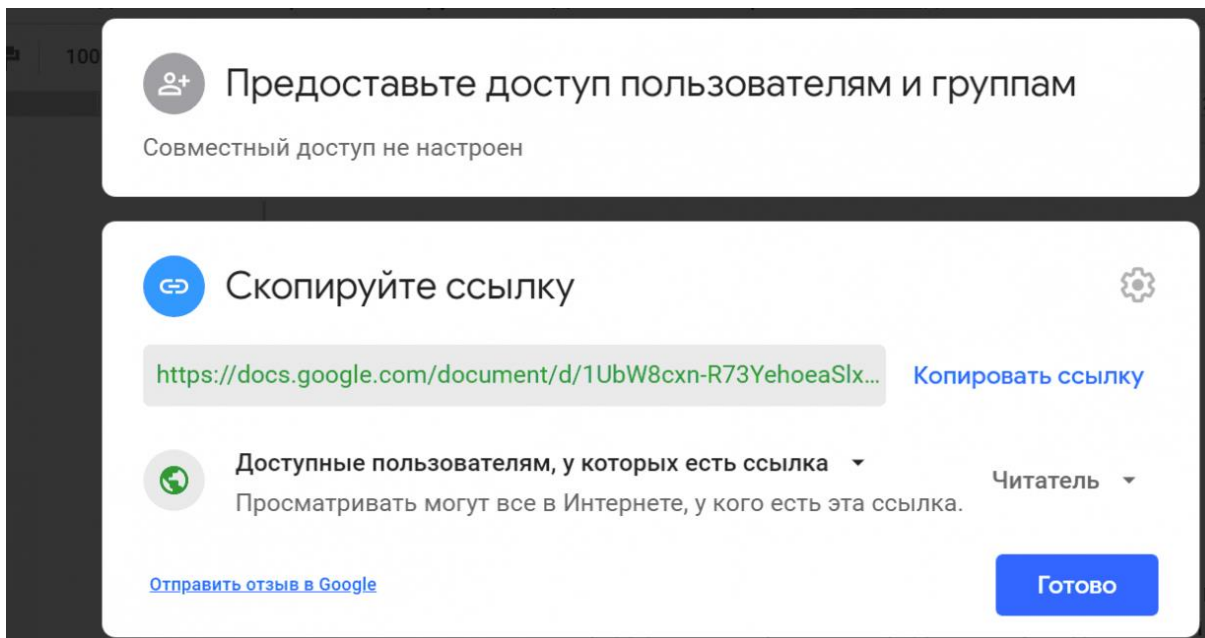 100
Предоставьте доступ пользователям и группам
Совместный доступ не настроен
Скопируйте ссылку
https://docs.google.com/document/d/1UbW8cxn-R73YehoeaSlx...
Копировать ссылку
Доступные пользователям, у которых есть ссылка
Читатель
Просматривать могут все в Интернете, у кого есть эта ссылка.
Отправить отзыв в Google
Готово